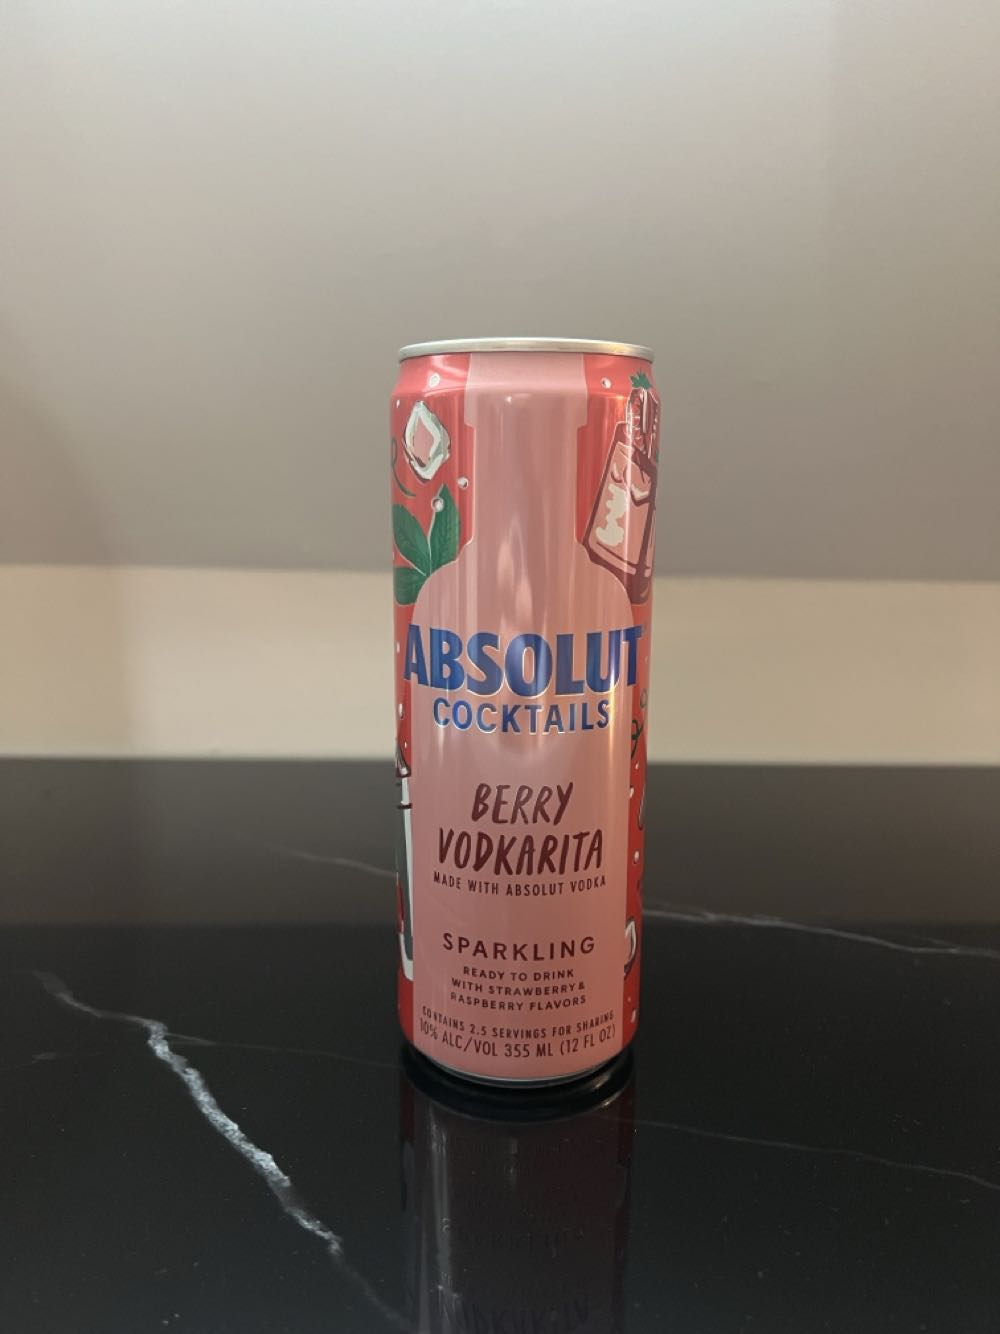 ABSOLUT
COCKTAILS
BERRY
VODKARITA
MADE WITH ABSOLUT VODKA
SPARKLING
READY TO DRINK
WITH STRAWBERRY &
RASPBERRY FLAVORS
CONTAINS 2.5 SERVINGS FOR SHARING
10% ALC/VOL 355 ML (12 FL OZ)